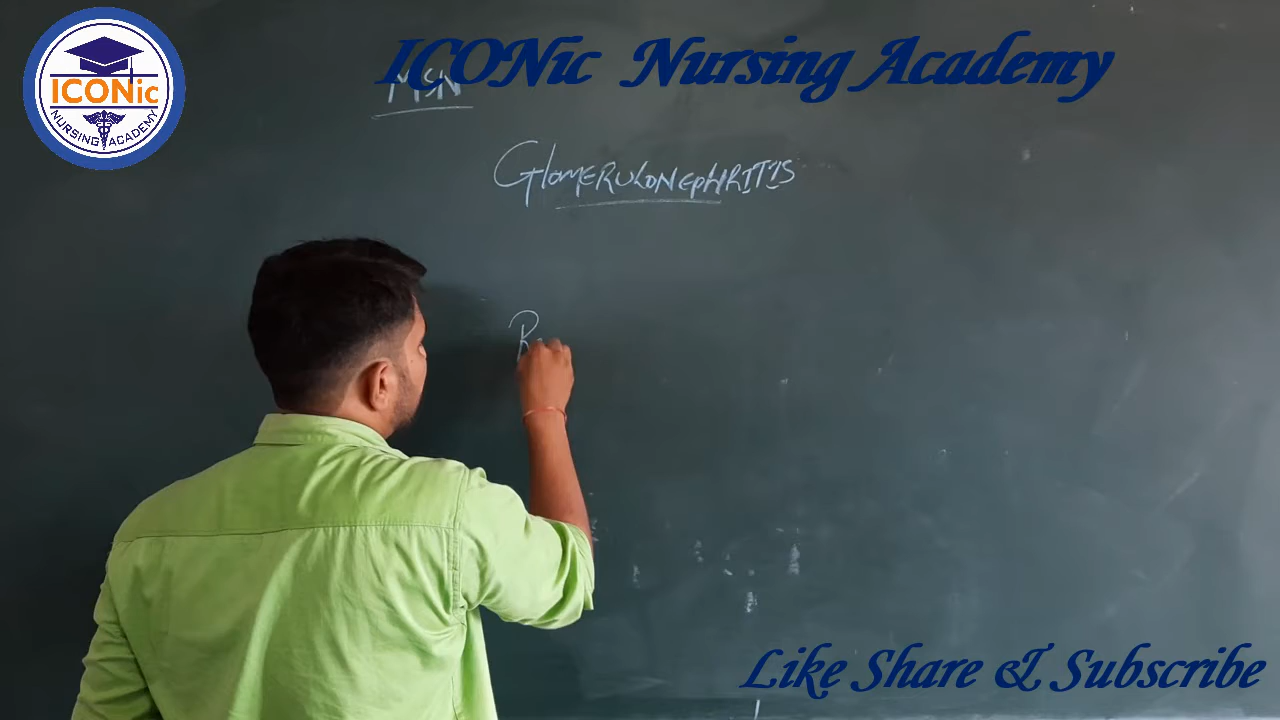 ICONic
NURSING ACADEMY
ICONic Nursing Academy
MSN
GlomERULONEpHRITIS
R
Like Share & Subscribe